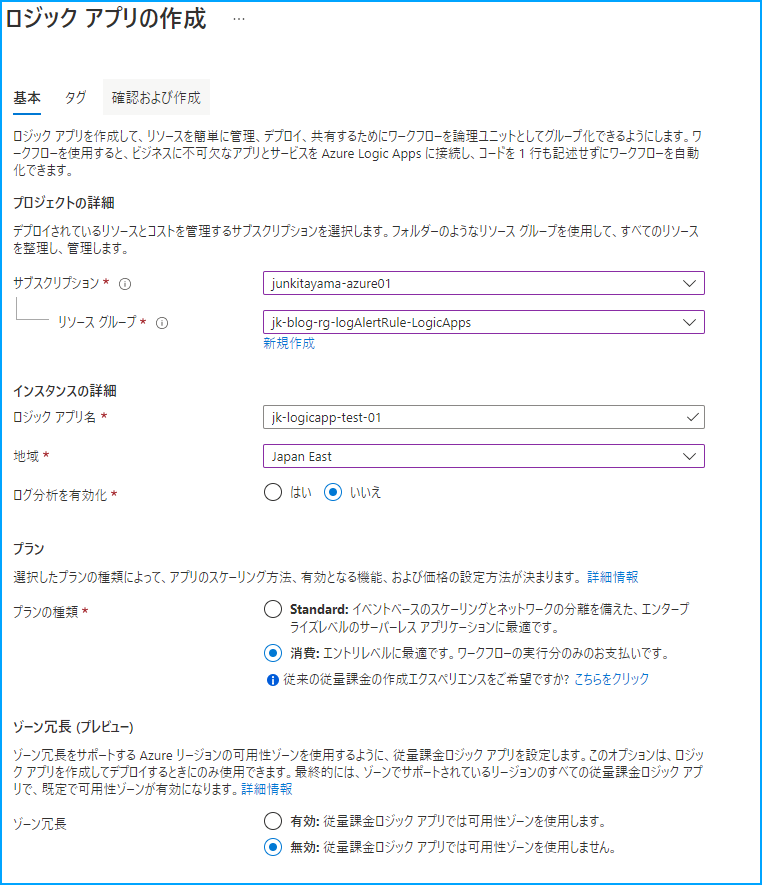 ロジック アプリの作成 …
基本 タグ 確認および作成
ロジック アプリを作成して、リソースを簡単に管理、デプロイ、共有するためにワークフローを論理ユニットとしてグループ化できるようにします。ワ
ークフローを使用すると、ビジネスに不可欠なアプリとサービスを Azure Logic Apps に接続し、コードを 1 行も記述せずにワークフローを自動
化できます。
プロジェクトの詳細
デプロイされているリソースとコストを管理するサブスクリプションを選択します。フォルダーのようなリソース グループを使用して、すべてのリソース
を整理し、管理します。
サブスクリプション * junkitayama-azure01
リソース グループ * jk-blog-rg-logAlertRule-LogicApps
新規作成
インスタンスの詳細
ロジック アプリ名 * jk-logicapp-test-01
地域 * Japan East
ログ分析を有効化 * はい いいえ
プラン
選択したプランの種類によって、アプリのスケーリング方法、有効となる機能、および価格の設定方法が決まります。 詳細情報
プランの種類 * Standard: イベントベースのスケーリングとネットワークの分離を備えた、エンタープ
ライズレベルのサーバーレス アプリケーションに最適です。
消費: エントリレベルに最適です。ワークフローの実行分のみのお支払いです。
従来の従量課金の作成エクスペリエンスをご希望ですか? こちらをクリック
ゾーン冗長 (プレビュー)
ゾーン冗長をサポートする Azure リージョンの可用性ゾーンを使用するように、従量課金ロジック アプリを設定します。このオプションは、ロジッ
ク アプリを作成してデプロイするときにのみ使用できます。最終的には、ゾーンでサポートされているリージョンのすべての従量課金ロジック アプ
リで、既定で可用性ゾーンが有効になります。詳細情報
ゾーン冗長 有効: 従量課金ロジック アプリでは可用性ゾーンを使用します。
無効: 従量課金ロジック アプリでは可用性ゾーンを使用しません。